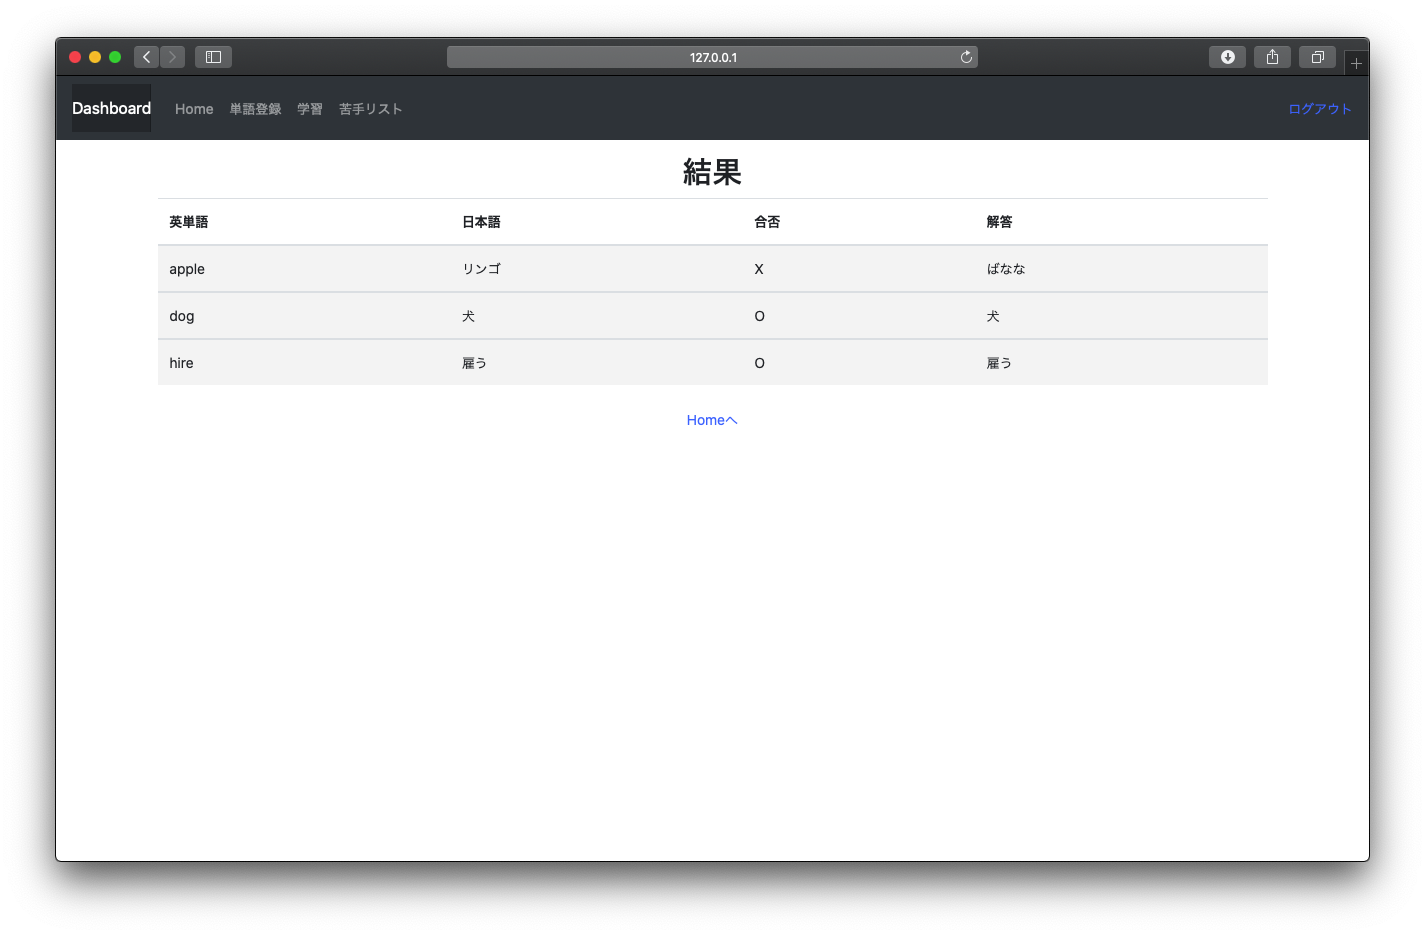 127.0.0.1
Dashboard Home 単語登録 学習 苦手リスト ログアウト
結果
英単語 日本語 合否 解答
apple リンゴ X ばなな
dog 犬 O 犬
hire 雇う O 雇う
Homeへ